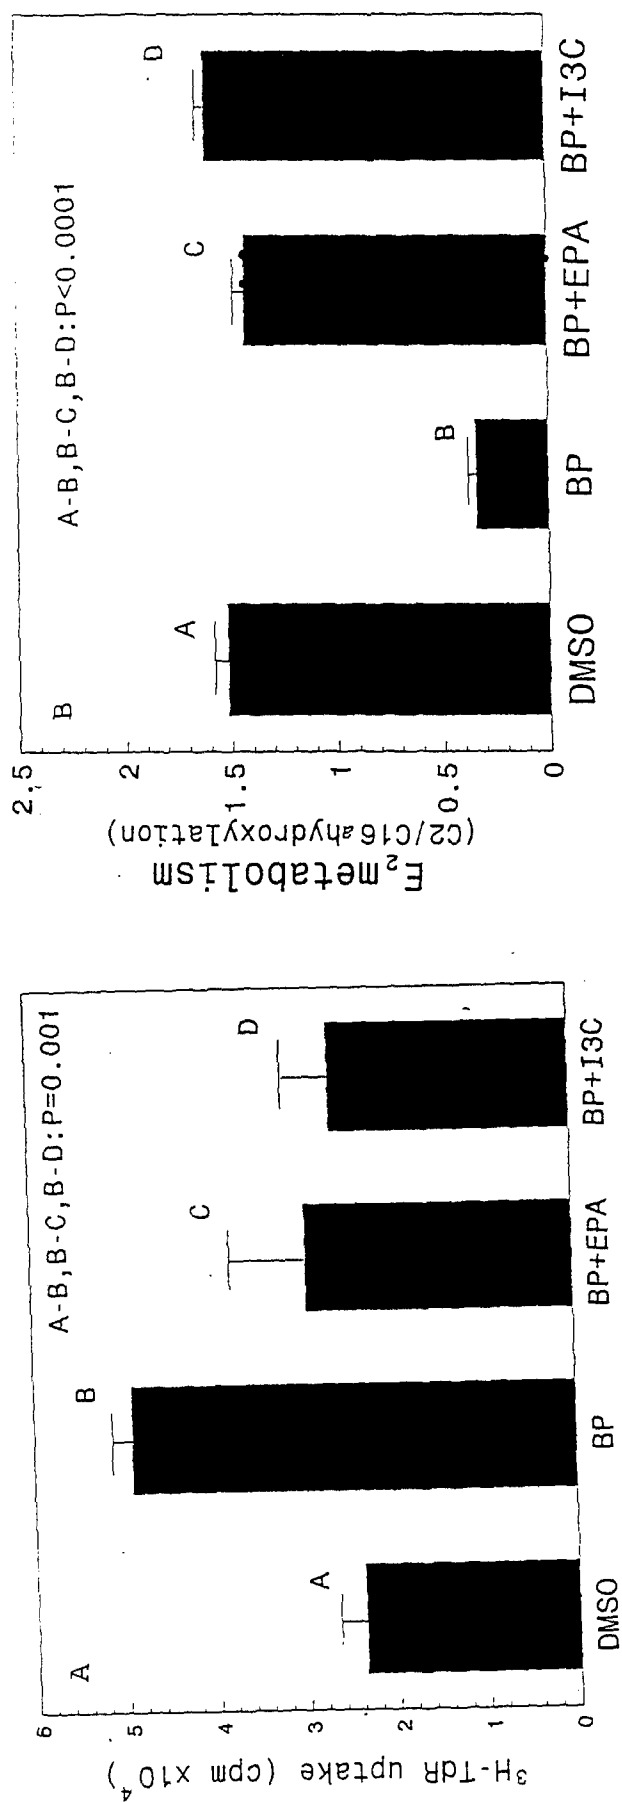 A
A-B,B-C,B-D:P=0.001
6
5
4
3
2
1
0
³H-TdR uptake (cpm x10⁴)
A
B
C
D
DMSO
BP
BP+EPA
BP+I3C
B
A-B,B-C,B-D:P<0.0001
2.5
2
1.5
1
0.5
0
E₂metabolism
(C2/C16αhydroxylation)
A
B
C
D
DMSO
BP
BP+EPA
BP+I3C